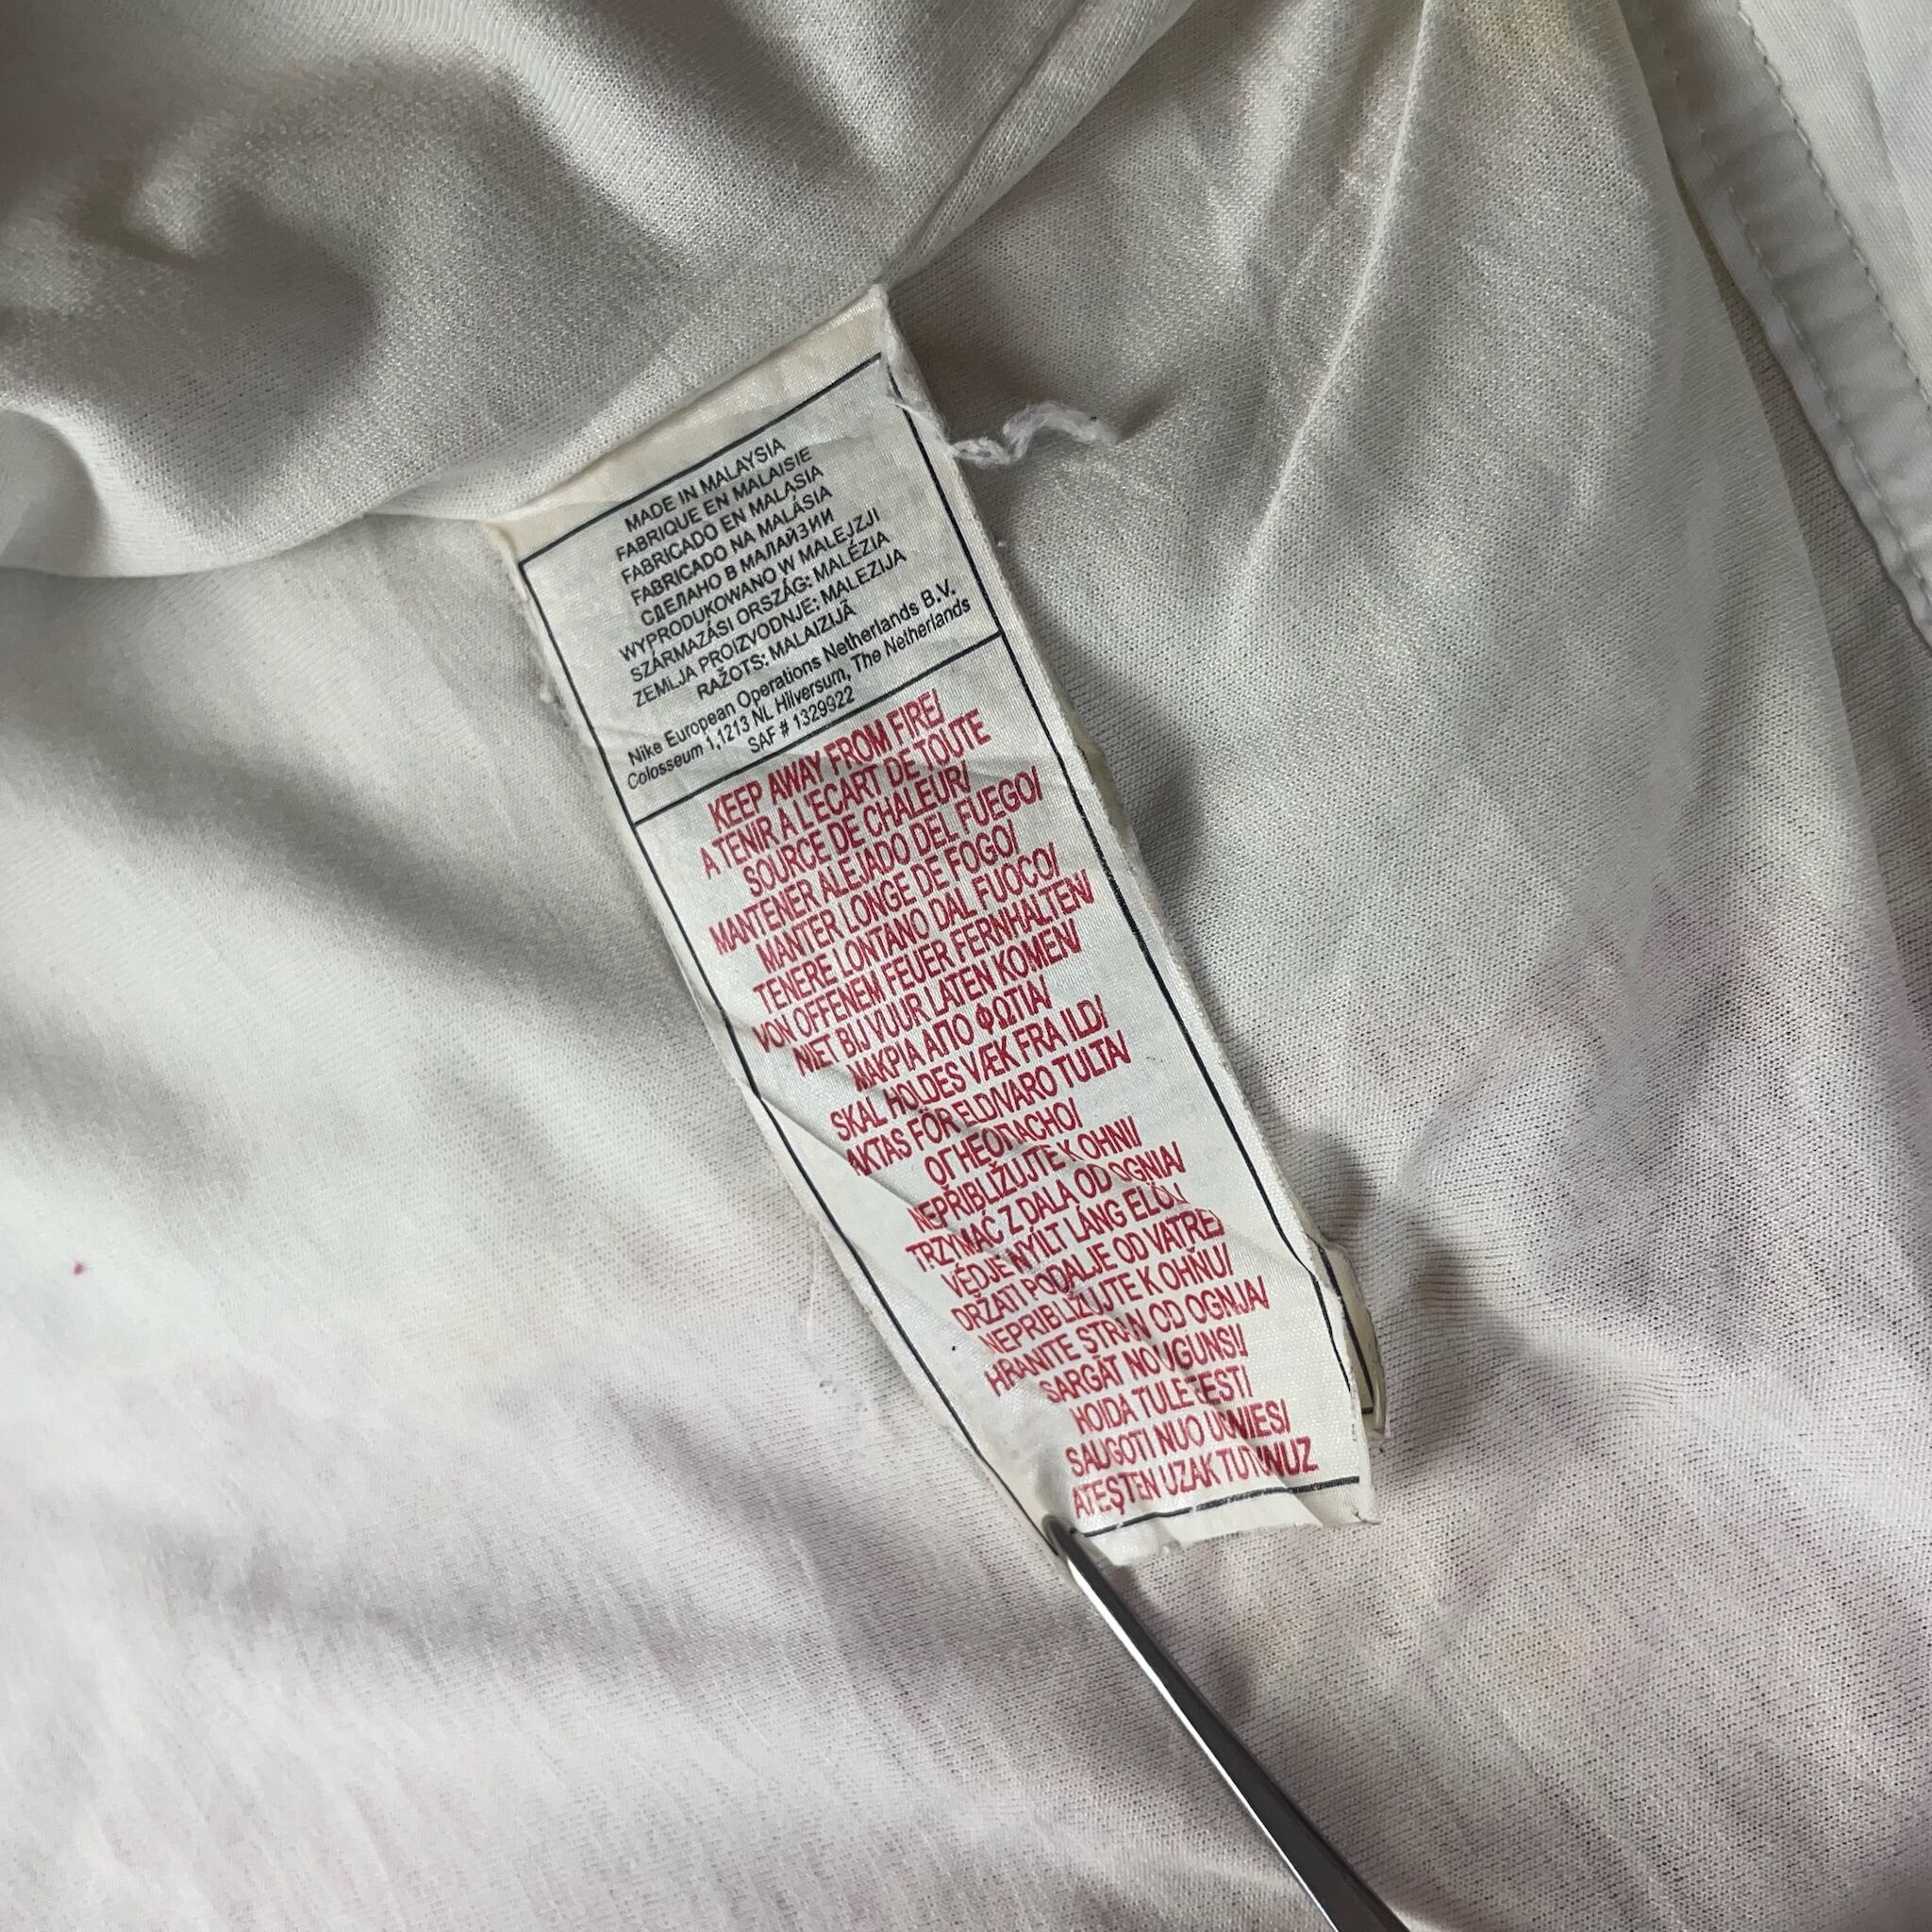 MADE IN MALAYSIA
FABRIQUE EN MALAISIE
FABRICADO EN MALASIA
FABRICADO NA MALÁSIA
СДЕЛАНО В МАЛАЙЗИИ
WYPRODUKOWANO W MALEJZJI
SZÁRMAZÁSI ORSZÁG: MALÉZIA
ZEMLJA PROIZVODNJE: MALEZIJA
RAŽOTS: MALAIZIJĀ
Nike European Operations Netherlands B.V.
Colosseum 1,1213 NL Hilversum, The Netherlands
SAF # 1329922
KEEP AWAY FROM FIRE/
A TENIR A L'ECART DE TOUTE
SOURCE DE CHALEUR/
MANTENER ALEJADO DEL FUEGO/
MANTER LONGE DE FOGO/
TENERE LONTANO DAL FUOCO/
VON OFFENEM FEUER FERNHALTEN/
NIET BIJ VUUR LATEN KOMEN/
ΜΑΚΡΙΑ ΑΠΟ ΦΩΤΙΑ/
SKAL HOLDES VÆK FRA ILD/
AKTAS FÖR ELD/VARO TULTA/
ОГНЕОПАСНО/
NEPŘIBLIŽUJTE K OHNI/
TRZYMAĆ Z DALA OD OGNIA/
VÉDJE NYÍLT LÁNG ELŐL/
DRŽATI PODALJE OD VATRE/
NEPRIBLIŽUJTE K OHŇU/
HRANITE STRAN OD OGNJA/
SARGĀT NO UGUNS!/
HOIDA TULE EEST/
SAUGOTI NUO UGNIES/
ATEŞTEN UZAK TUTUNUZ